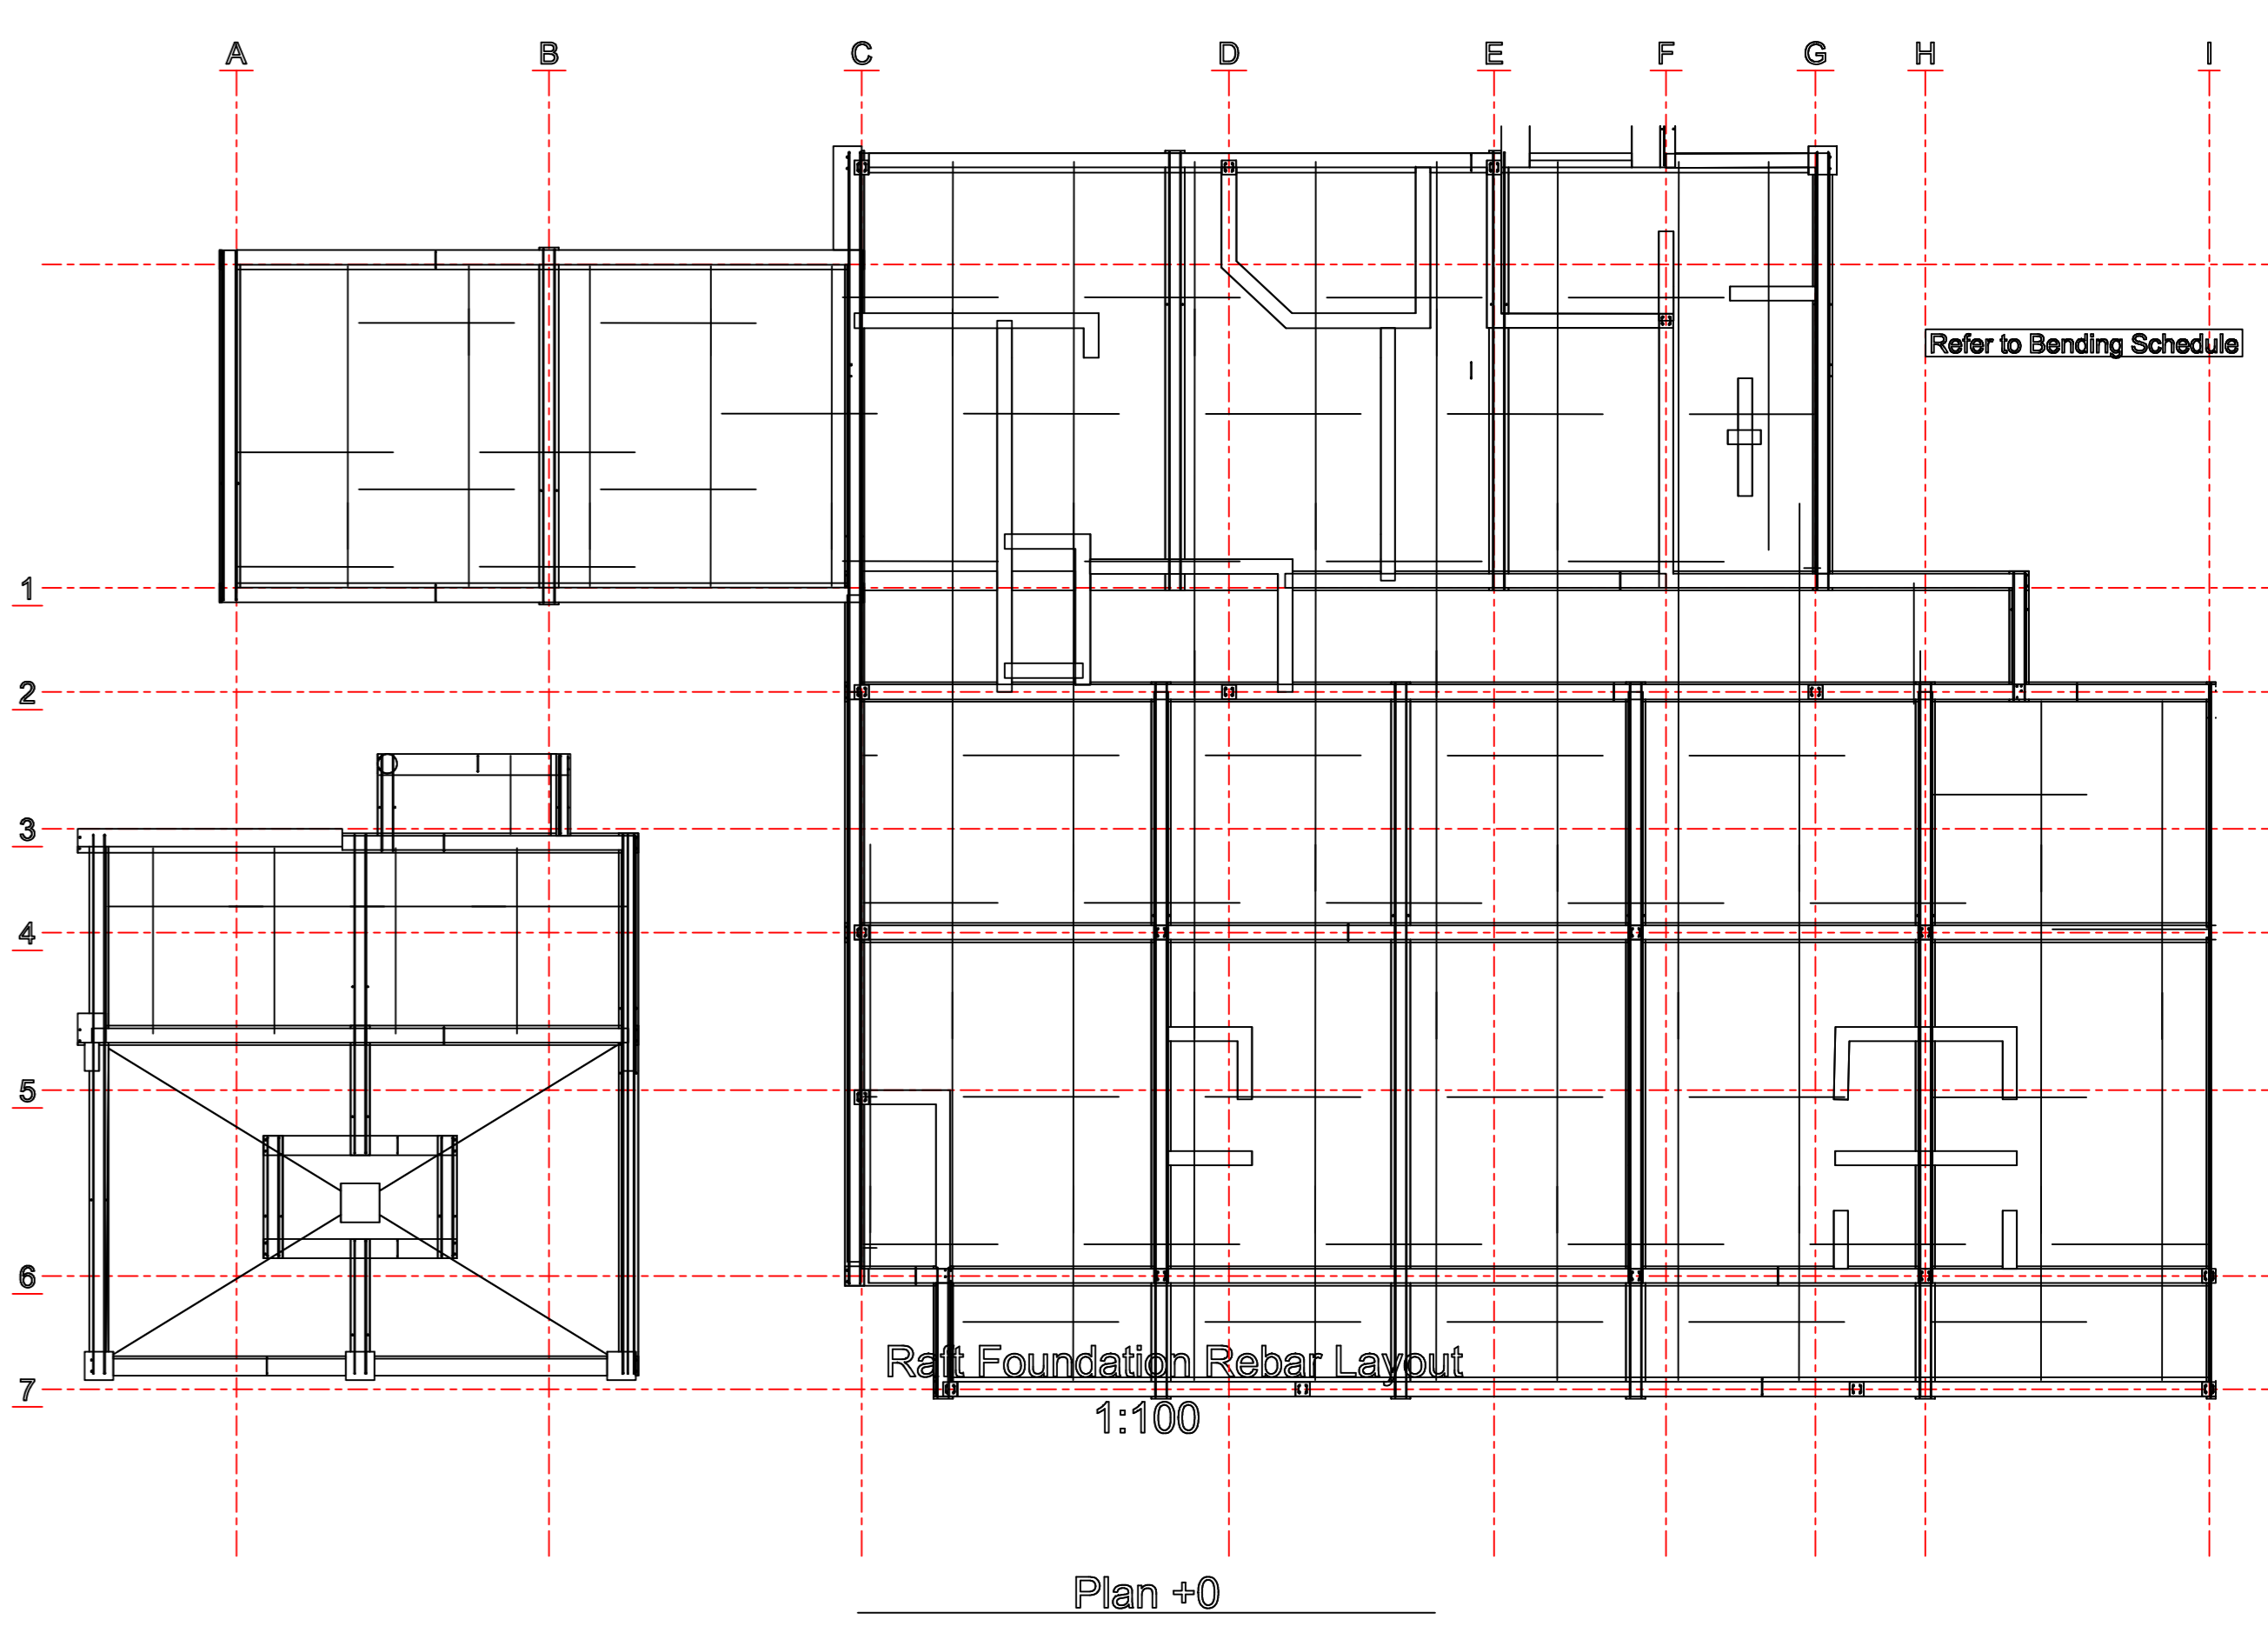 A B C D E F G H I
Refer to Bending Schedule
1
2
3
4
5
6
7
Raft Foundation Rebar Layout
1:100
Plan +0